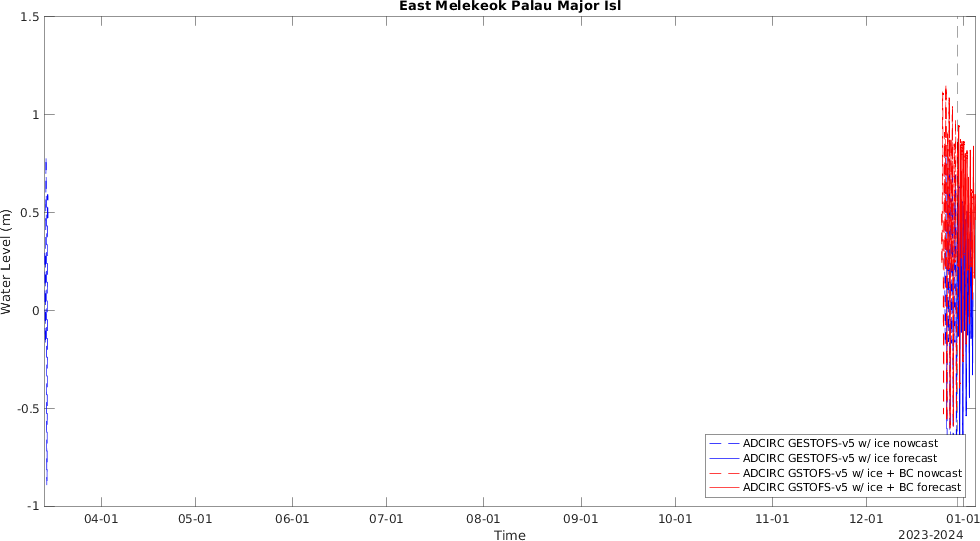 East Melekeok Palau Major Isl
1.5
1
0.5
0
-0.5
-1
Water Level (m)
04-01
05-01
06-01
07-01
08-01
09-01
10-01
11-01
12-01
01-01
Time
2023-2024
ADCIRC GESTOFS-v5 w/ ice nowcast
ADCIRC GESTOFS-v5 w/ ice forecast
ADCIRC GSTOFS-v5 w/ ice + BC nowcast
ADCIRC GSTOFS-v5 w/ ice + BC forecast